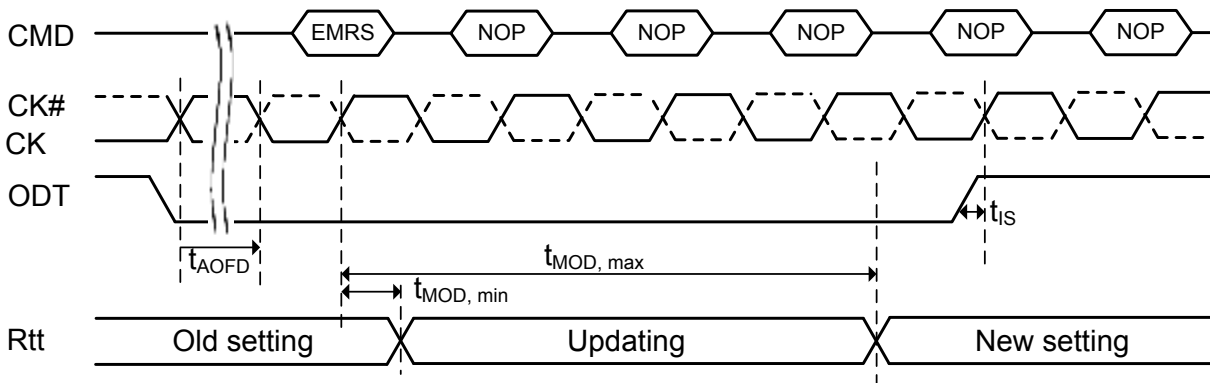 CMD EMRS NOP NOP NOP NOP NOP
CK#
CK
ODT
tIS
tAOFD
tMOD, max
tMOD, min
Rtt Old setting Updating New setting